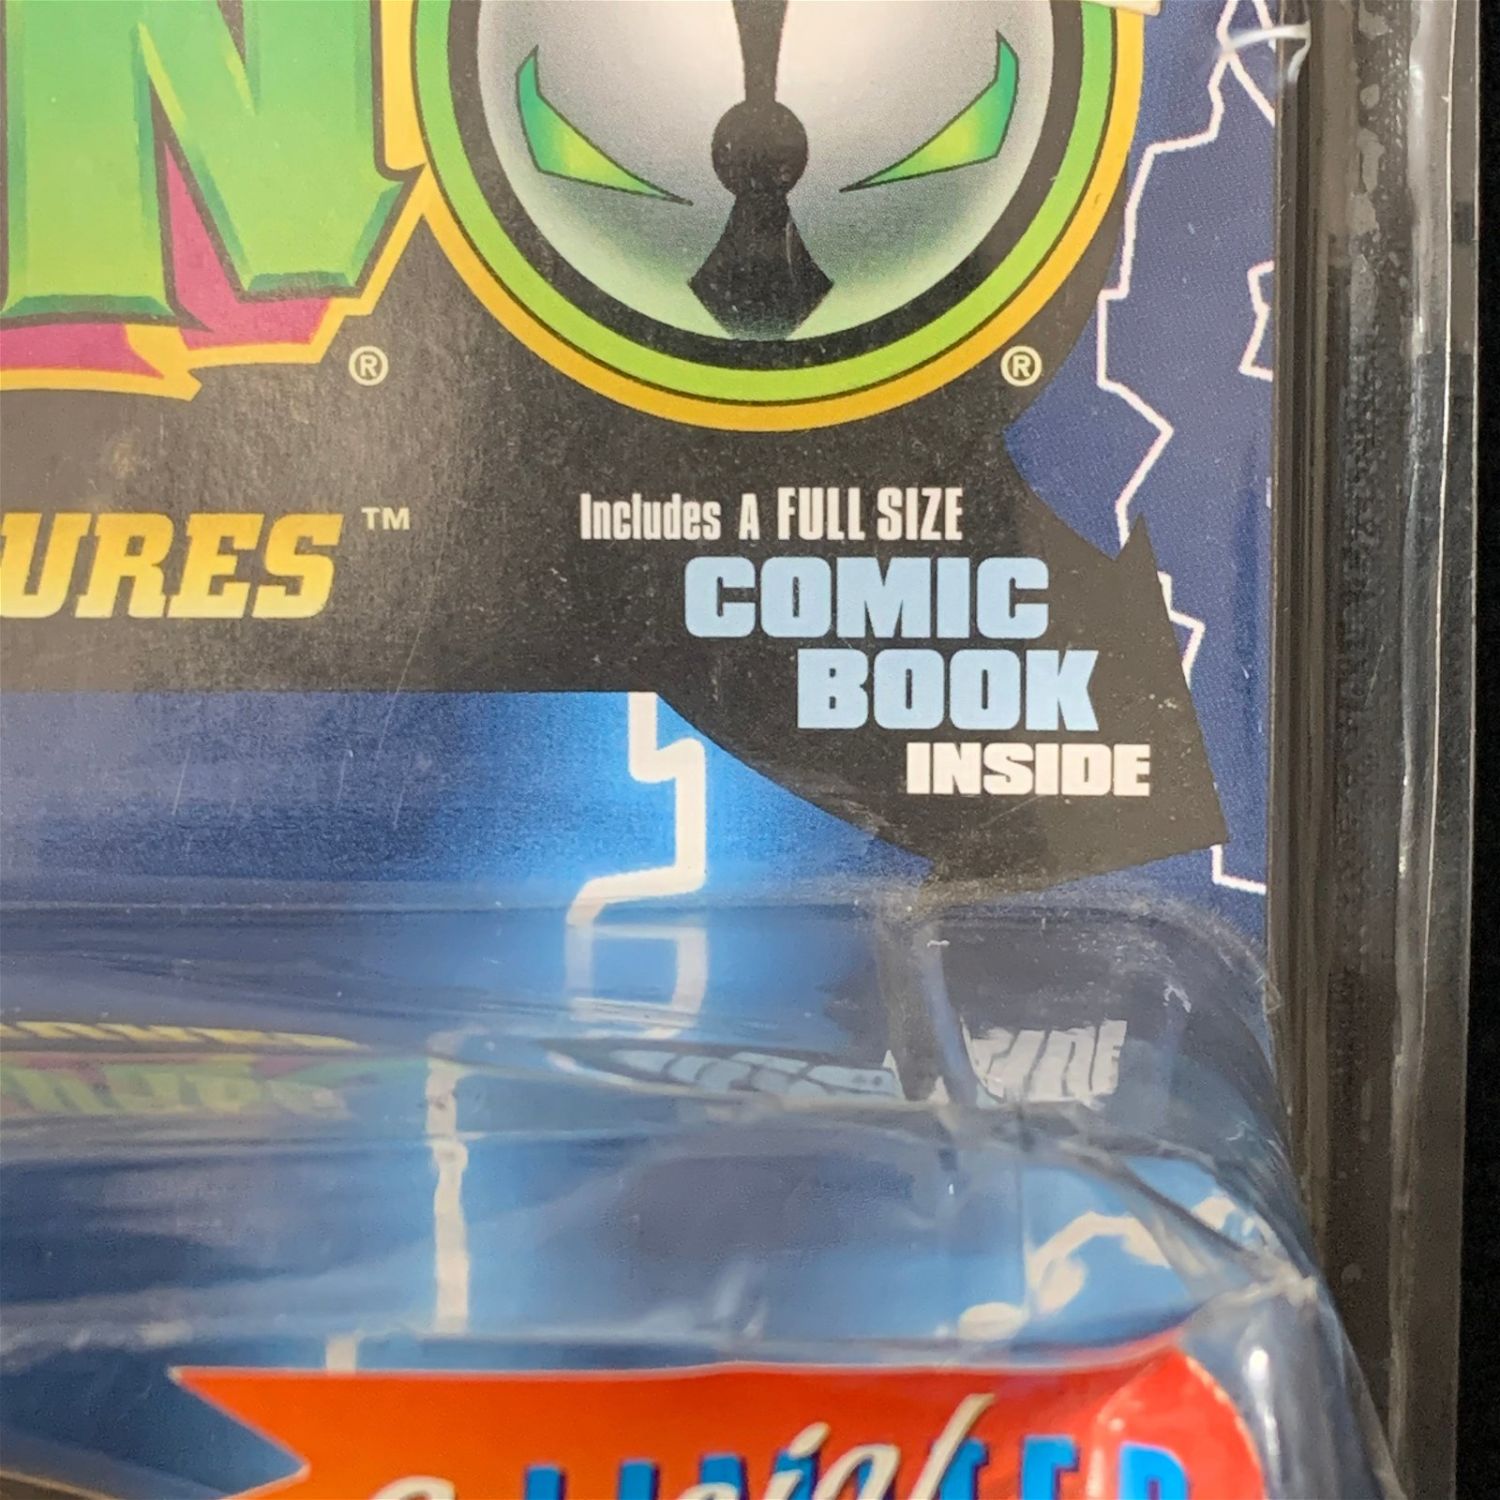 N
®
®
URES™
Includes A FULL SIZE
COMIC
BOOK
INSIDE